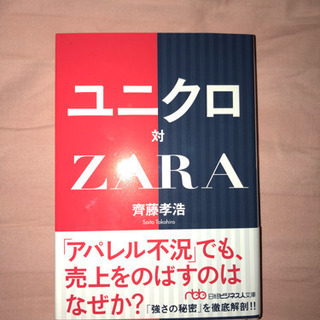 ユニクロ
対
ZARA
齊藤孝浩
Saito Takahiro
「アパレル不況」でも、
売上をのばすのは
なぜか?
nbb 日経ビジネス人文庫
「強さの秘密」を徹底解剖!!